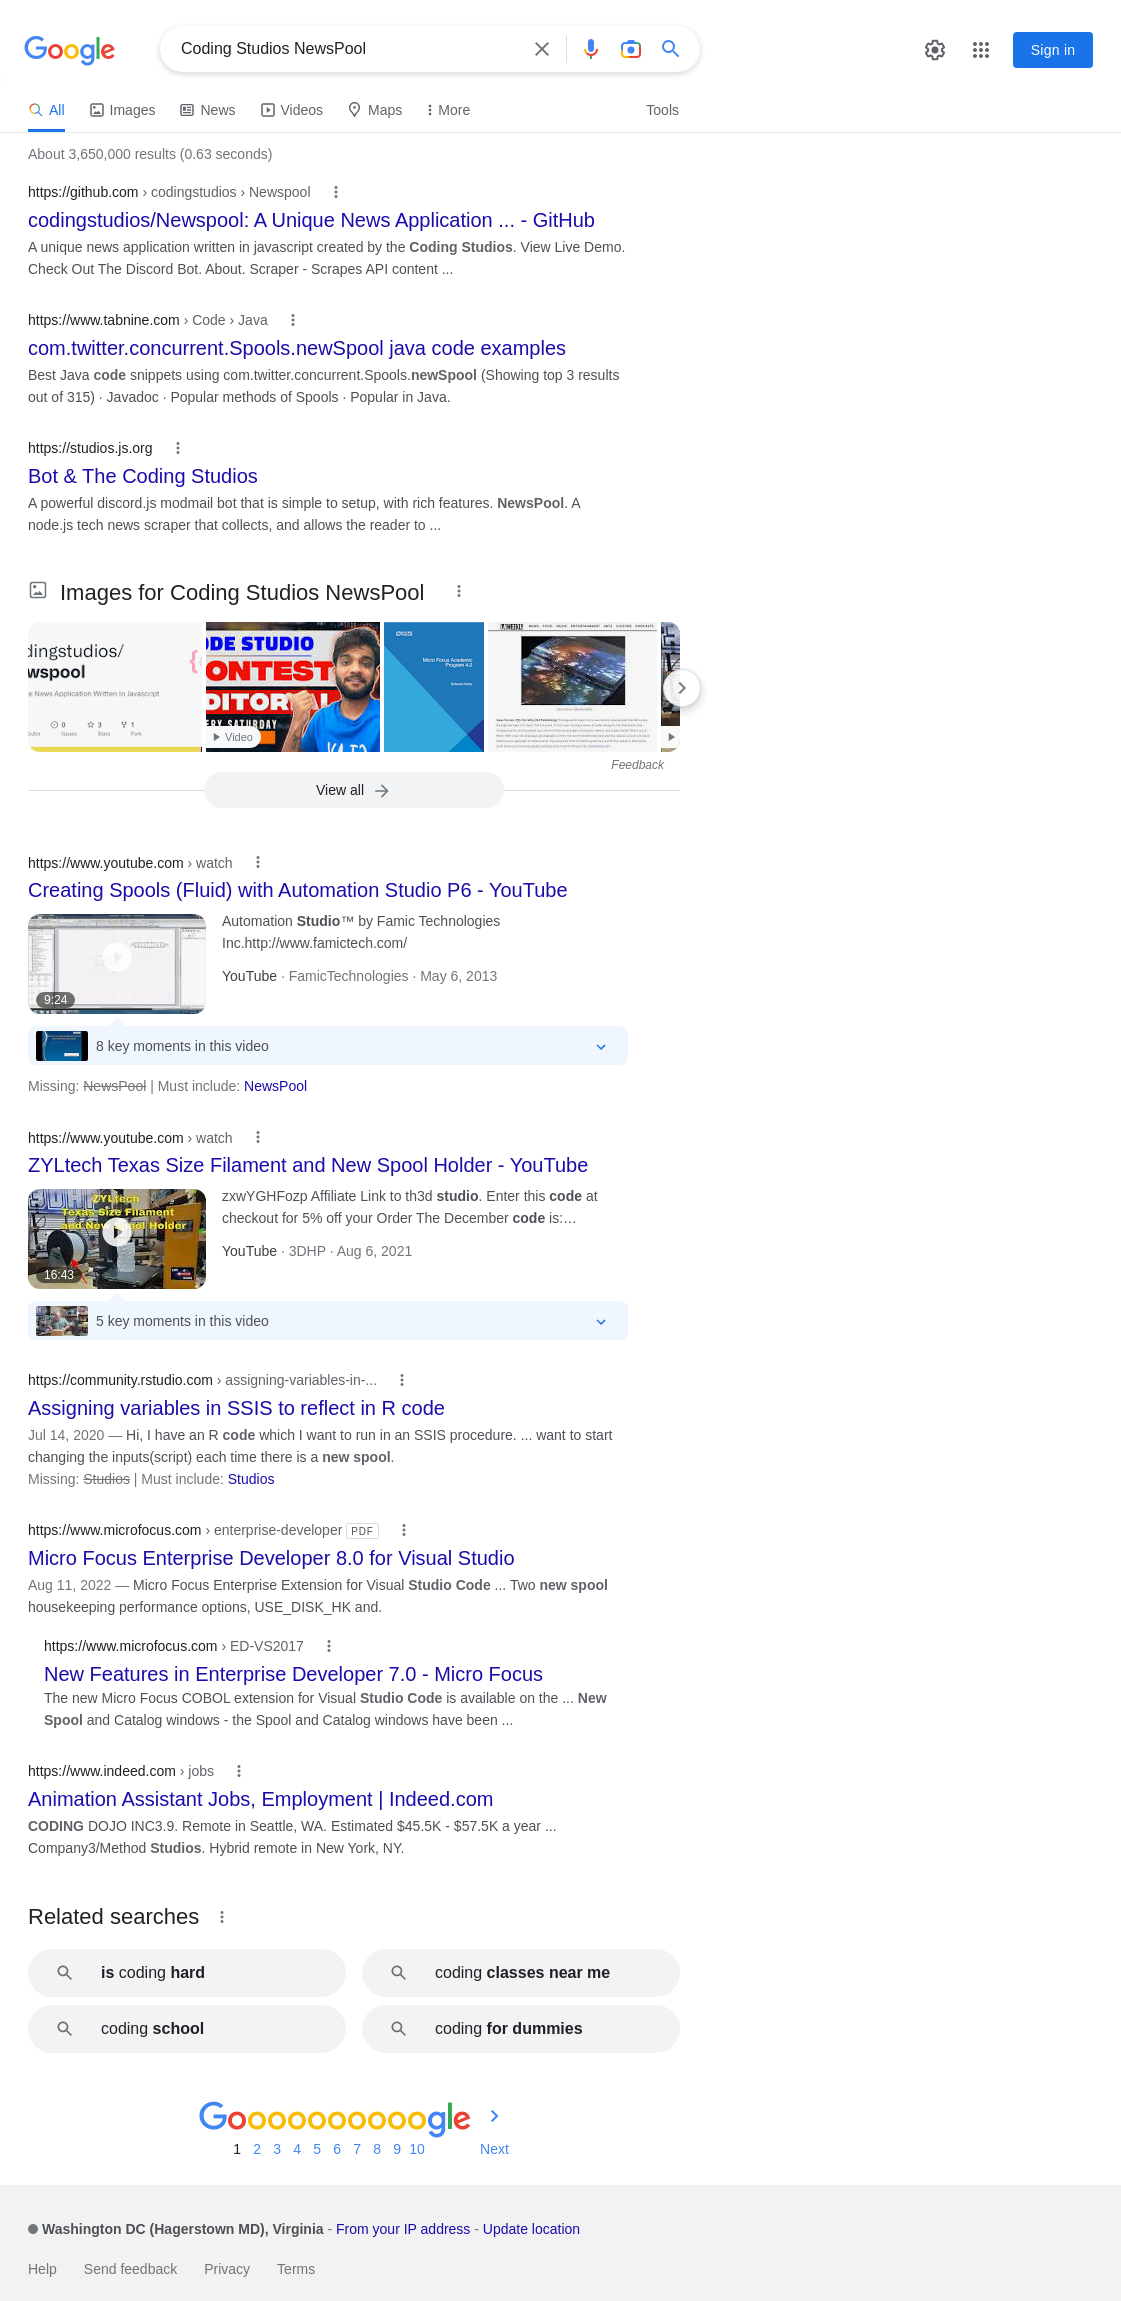 Google
Coding Studios NewsPool
Sign in
All
Images
News
Videos
Maps
More
Tools
About 3,650,000 results (0.63 seconds)
https://github.com › codingstudios › Newspool
codingstudios/Newspool: A Unique News Application ... - GitHub
A unique news application written in javascript created by the Coding Studios. View Live Demo.
Check Out The Discord Bot. About. Scraper - Scrapes API content ...
https://www.tabnine.com › Code › Java
com.twitter.concurrent.Spools.newSpool java code examples
Best Java code snippets using com.twitter.concurrent.Spools.newSpool (Showing top 3 results
out of 315) · Javadoc · Popular methods of Spools · Popular in Java.
https://studios.js.org
Bot & The Coding Studios
A powerful discord.js modmail bot that is simple to setup, with rich features. NewsPool. A
node.js tech news scraper that collects, and allows the reader to ...
Images for Coding Studios NewsPool
dingstudios/
wspool
e News Application Written In Javascript
0
3
1
Issues
Stars
Fork
ODE STUDIO
ONTEST
DITORIAL
ERY SATURDAY
Video
Micro Focus Academic
Program 4.0
Release Notes
WEEKLY
Feedback
View all
https://www.youtube.com › watch
Creating Spools (Fluid) with Automation Studio P6 - YouTube
Automation Studio™ by Famic Technologies
Inc.http://www.famictech.com/
YouTube · FamicTechnologies · May 6, 2013
9:24
8 key moments in this video
Missing: NewsPool | Must include: NewsPool
https://www.youtube.com › watch
ZYLtech Texas Size Filament and New Spool Holder - YouTube
ZYLtech
Texas Size Filament
and New Spool Holder
16:43
zxwYGHFozp Affiliate Link to th3d studio. Enter this code at
checkout for 5% off your Order The December code is:…
YouTube · 3DHP · Aug 6, 2021
5 key moments in this video
https://community.rstudio.com › assigning-variables-in-...
Assigning variables in SSIS to reflect in R code
Jul 14, 2020 — Hi, I have an R code which I want to run in an SSIS procedure. ... want to start
changing the inputs(script) each time there is a new spool.
Missing: Studios | Must include: Studios
https://www.microfocus.com › enterprise-developer PDF
Micro Focus Enterprise Developer 8.0 for Visual Studio
Aug 11, 2022 — Micro Focus Enterprise Extension for Visual Studio Code ... Two new spool
housekeeping performance options, USE_DISK_HK and.
https://www.microfocus.com › ED-VS2017
New Features in Enterprise Developer 7.0 - Micro Focus
The new Micro Focus COBOL extension for Visual Studio Code is available on the ... New
Spool and Catalog windows - the Spool and Catalog windows have been ...
https://www.indeed.com › jobs
Animation Assistant Jobs, Employment | Indeed.com
CODING DOJO INC3.9. Remote in Seattle, WA. Estimated $45.5K - $57.5K a year ...
Company3/Method Studios. Hybrid remote in New York, NY.
Related searches
is coding hard
coding classes near me
coding school
coding for dummies
Goooooooooogle
1 2 3 4 5 6 7 8 9 10 Next
Washington DC (Hagerstown MD), Virginia - From your IP address - Update location
Help Send feedback Privacy Terms